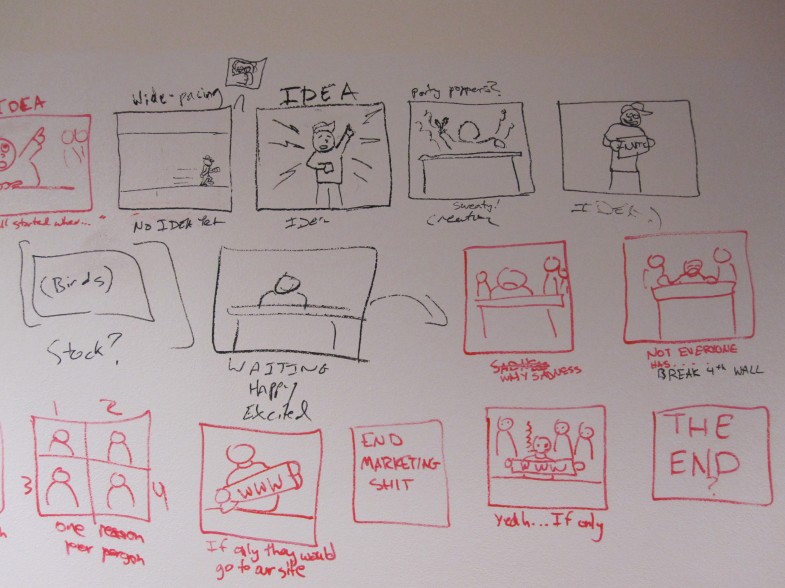 IDEA
Wide-pacing
IDEA
party poppers?
all started when..."
NO IDEA Yet
IDEA
sweaty!
Creature
IDEA
(Birds)
Stock?
WAITING
Happy
Excited
SADNESS
WHY SADNESS
NOT EVERYONE
HAS....
BREAK 4TH WALL
1 2
3 4
one reason
per person
WWW
If only they would
go to our site
END
MARKETING
SHIT
WWW
Yeah... If only
THE
END
?